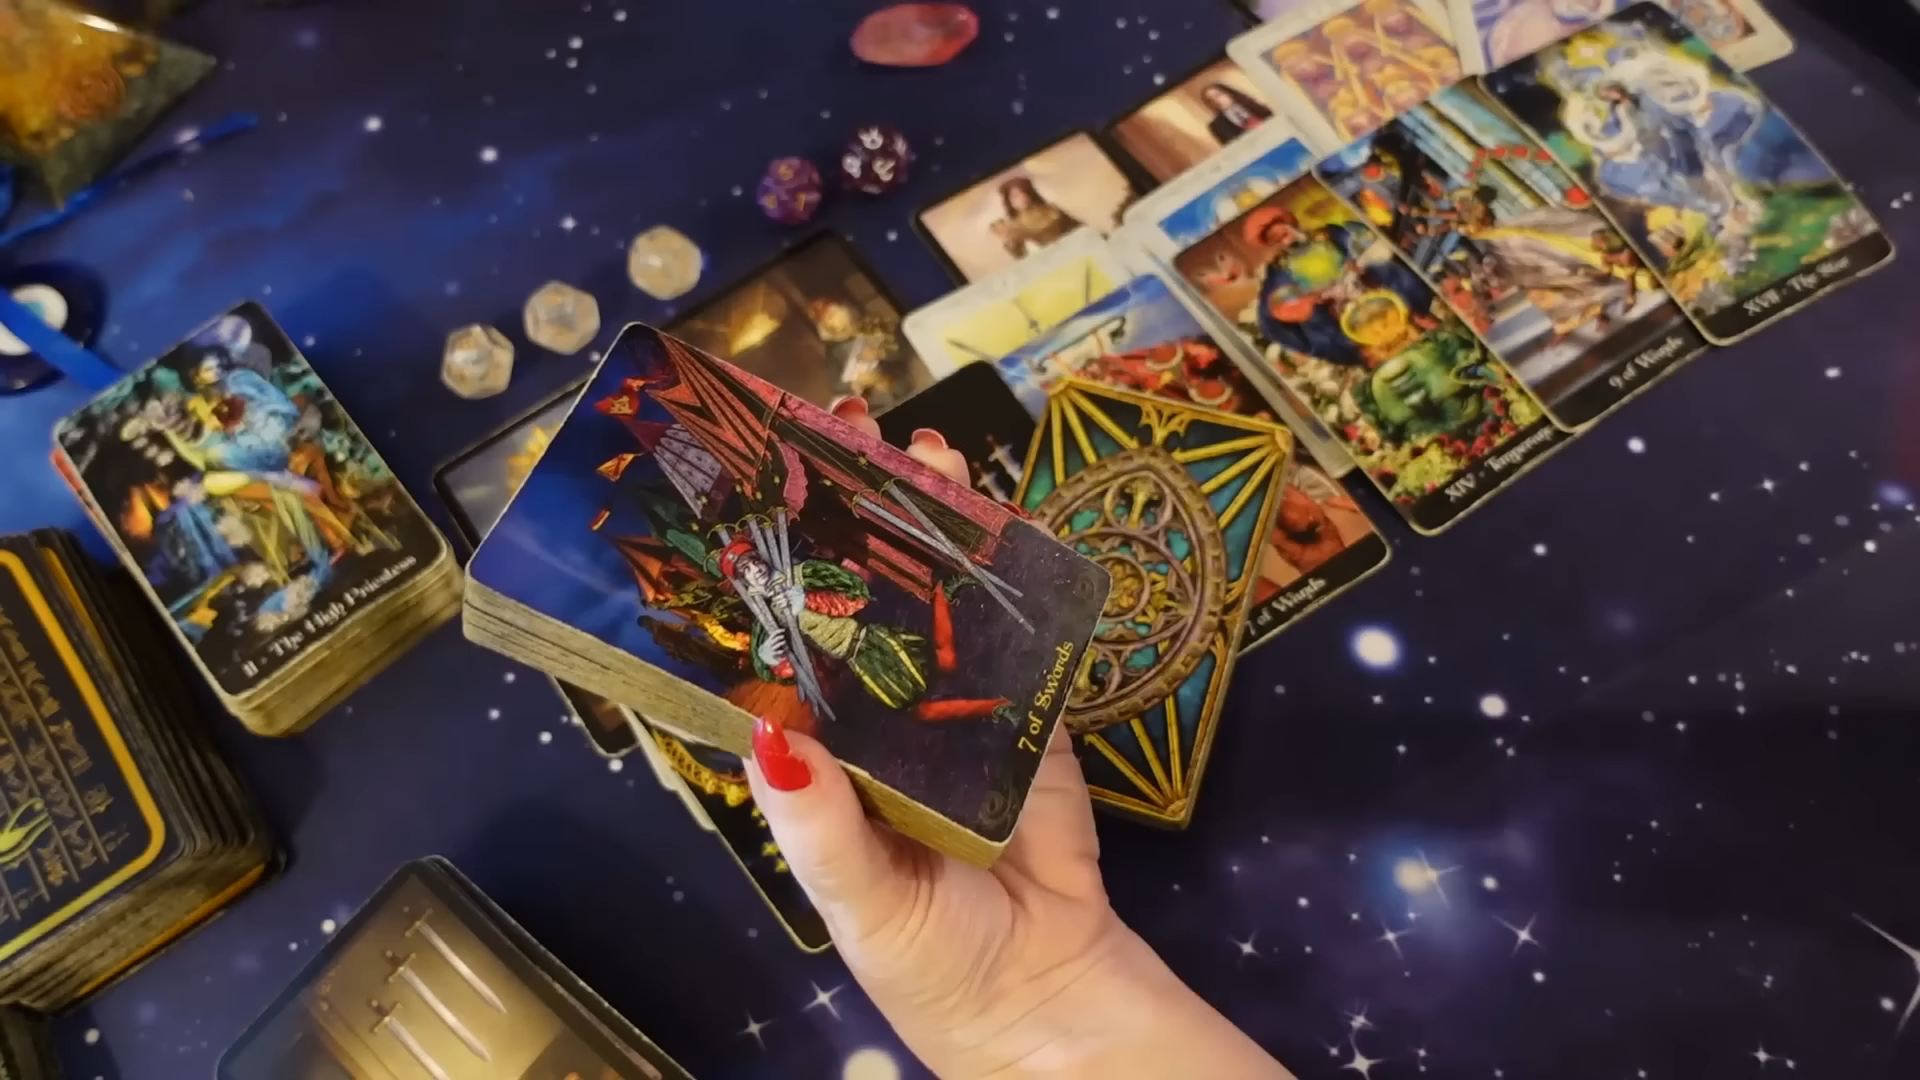 XVII - The Star
9 of Wands
XIV - Temperance
7 of Wands
II - The High Priestess
7 of Swords